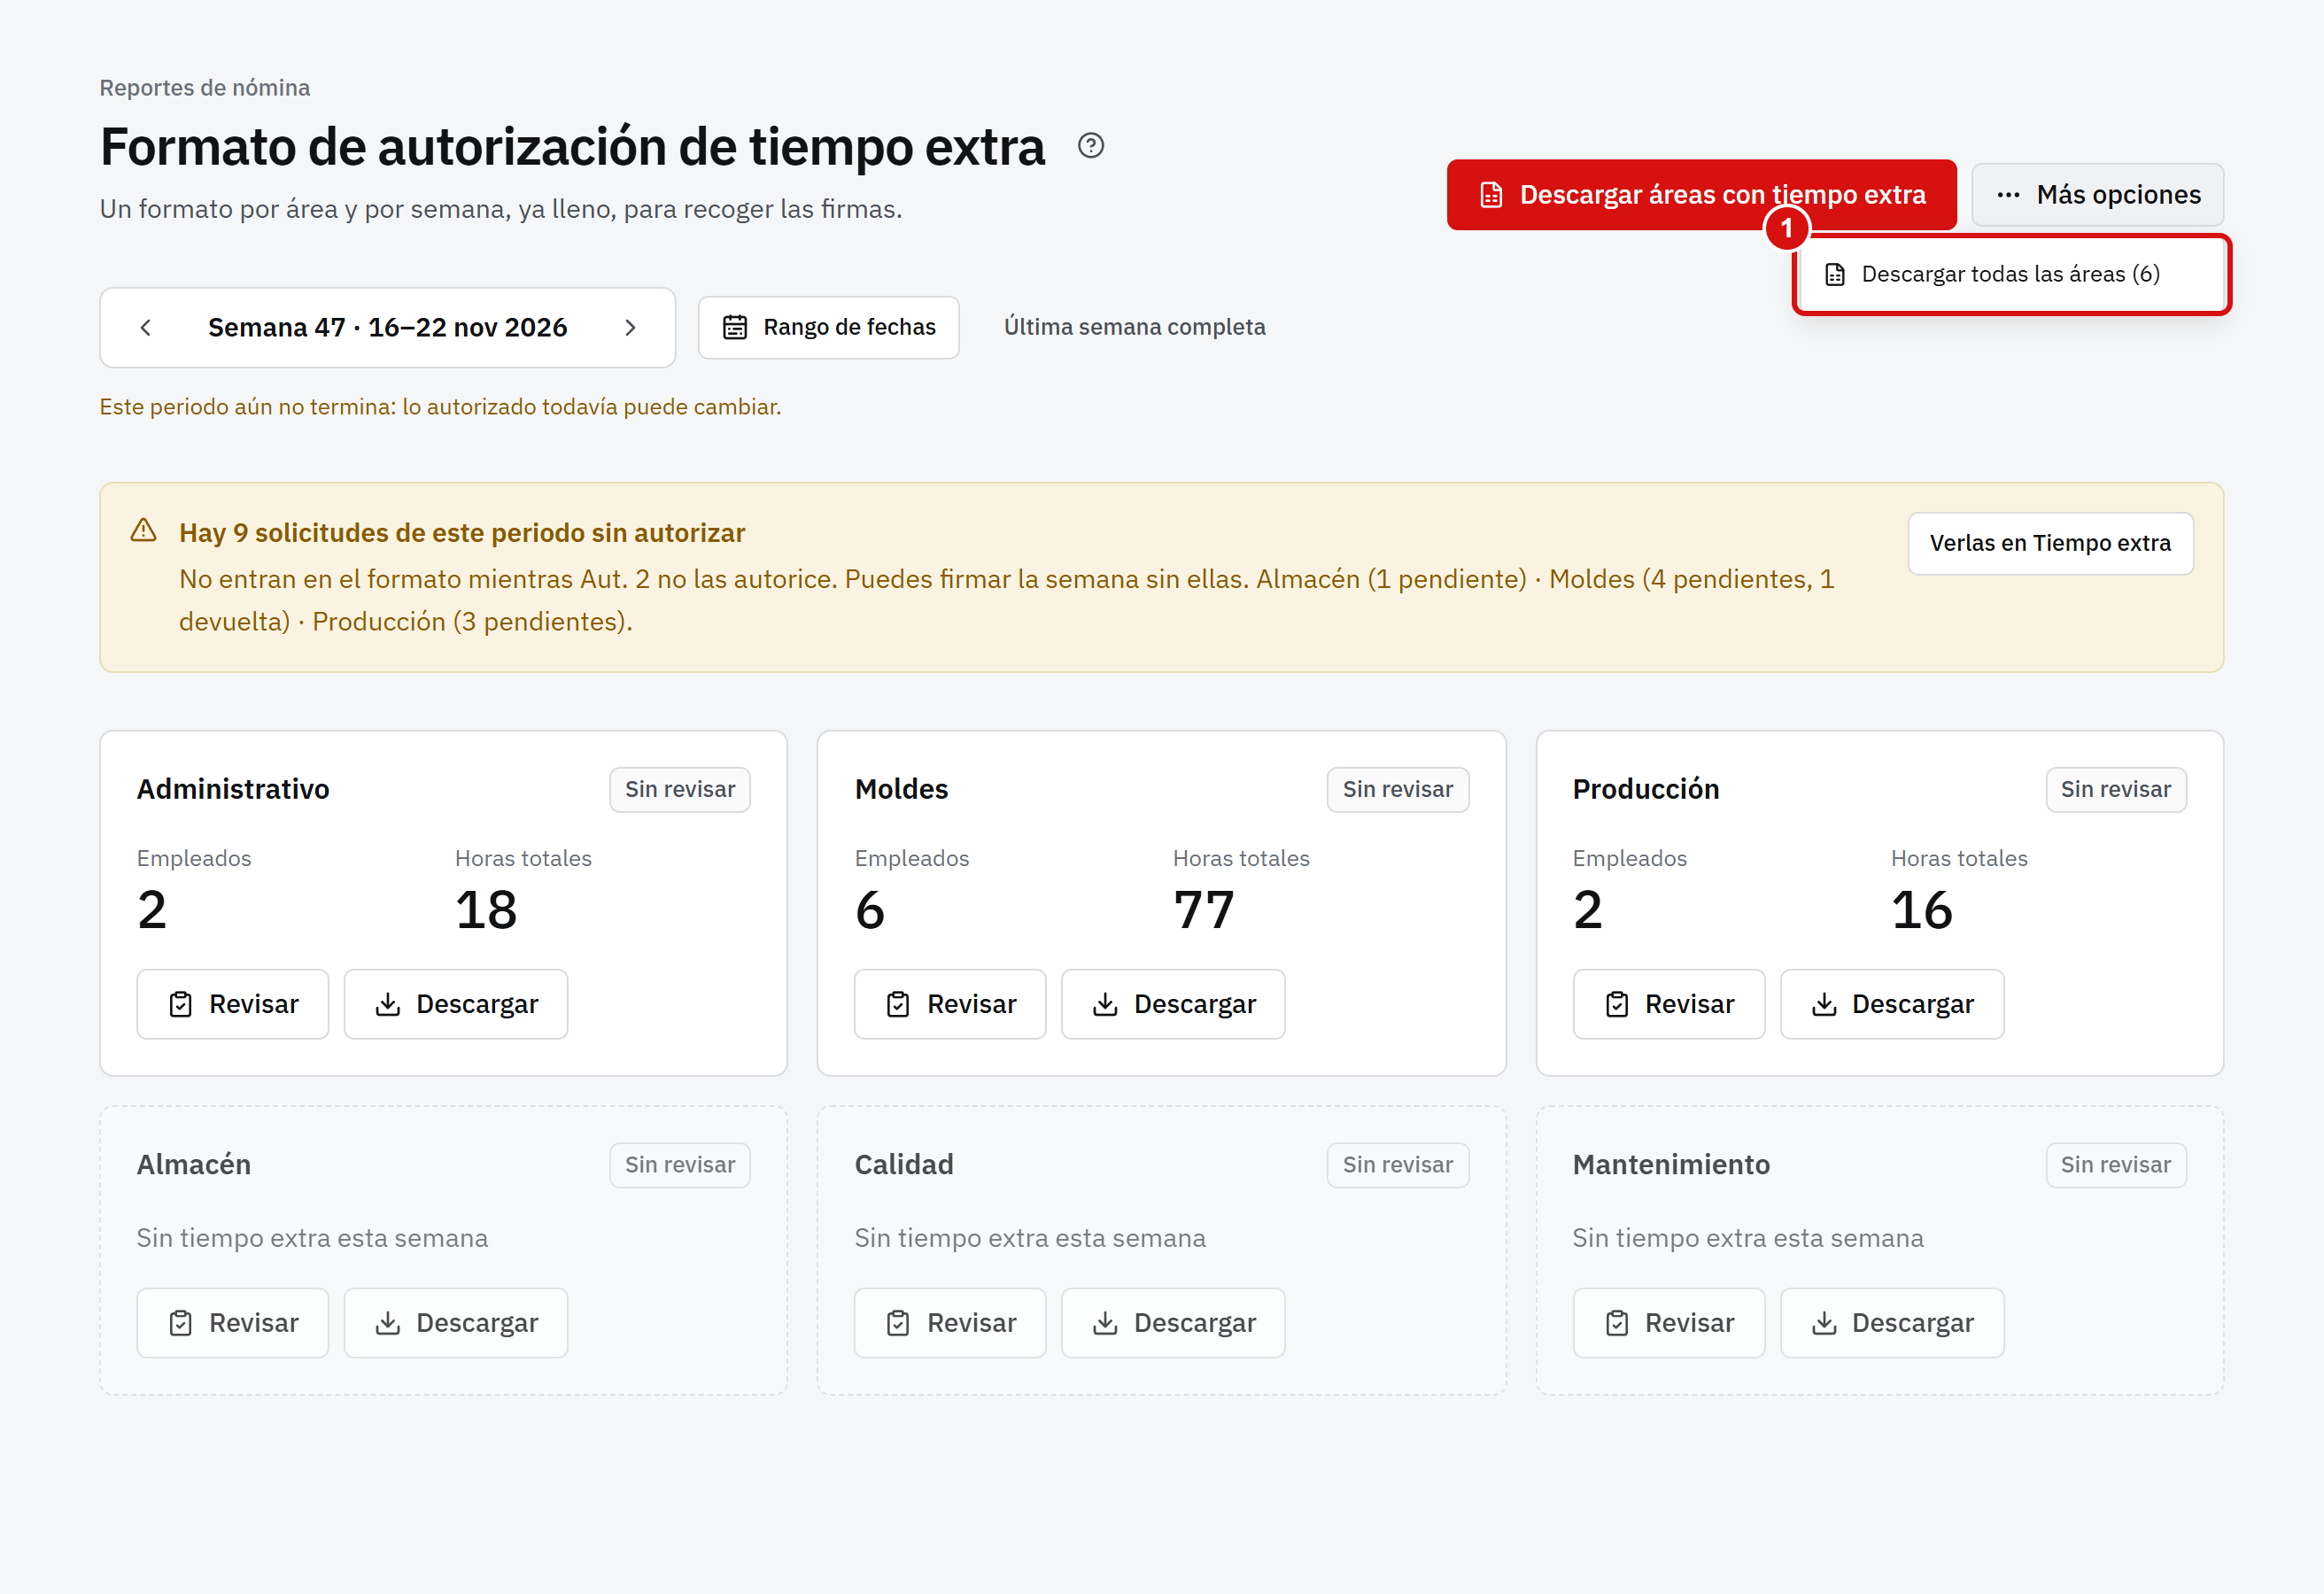 Reportes de nómina
Formato de autorización de tiempo extra
Un formato por área y por semana, ya lleno, para recoger las firmas.
Descargar áreas con tiempo extra
Más opciones
1
Descargar todas las áreas (6)
Semana 47 · 16–22 nov 2026
Rango de fechas
Última semana completa
Este periodo aún no termina: lo autorizado todavía puede cambiar.
Hay 9 solicitudes de este periodo sin autorizar
No entran en el formato mientras Aut. 2 no las autorice. Puedes firmar la semana sin ellas. Almacén (1 pendiente) · Moldes (4 pendientes, 1
devuelta) · Producción (3 pendientes).
Verlas en Tiempo extra
Administrativo
Sin revisar
Empleados
Horas totales
2
18
Revisar
Descargar
Moldes
Sin revisar
Empleados
Horas totales
6
77
Revisar
Descargar
Producción
Sin revisar
Empleados
Horas totales
2
16
Revisar
Descargar
Almacén
Sin revisar
Sin tiempo extra esta semana
Revisar
Descargar
Calidad
Sin revisar
Sin tiempo extra esta semana
Revisar
Descargar
Mantenimiento
Sin revisar
Sin tiempo extra esta semana
Revisar
Descargar